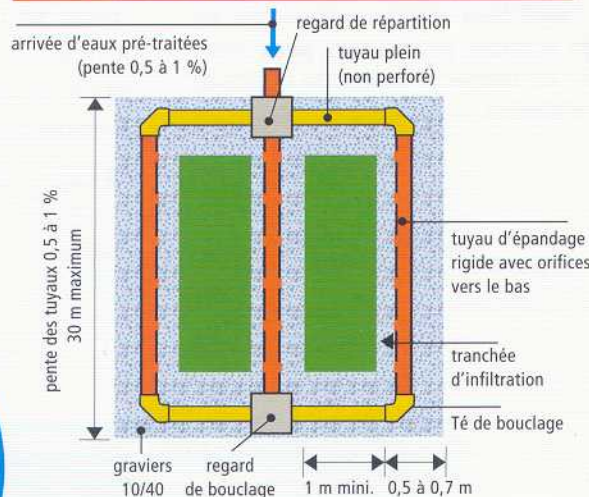 regard de répartition
arrivée d'eaux pré-traitées
(pente 0,5 à 1 %)
tuyau plein
(non perforé)
pente des tuyaux 0,5 à 1 %
30 m maximum
tuyau d'épandage
rigide avec orifices
vers le bas
tranchée
d'infiltration
Té de bouclage
graviers
10/40
regard
de bouclage
1 m mini.
0,5 à 0,7 m